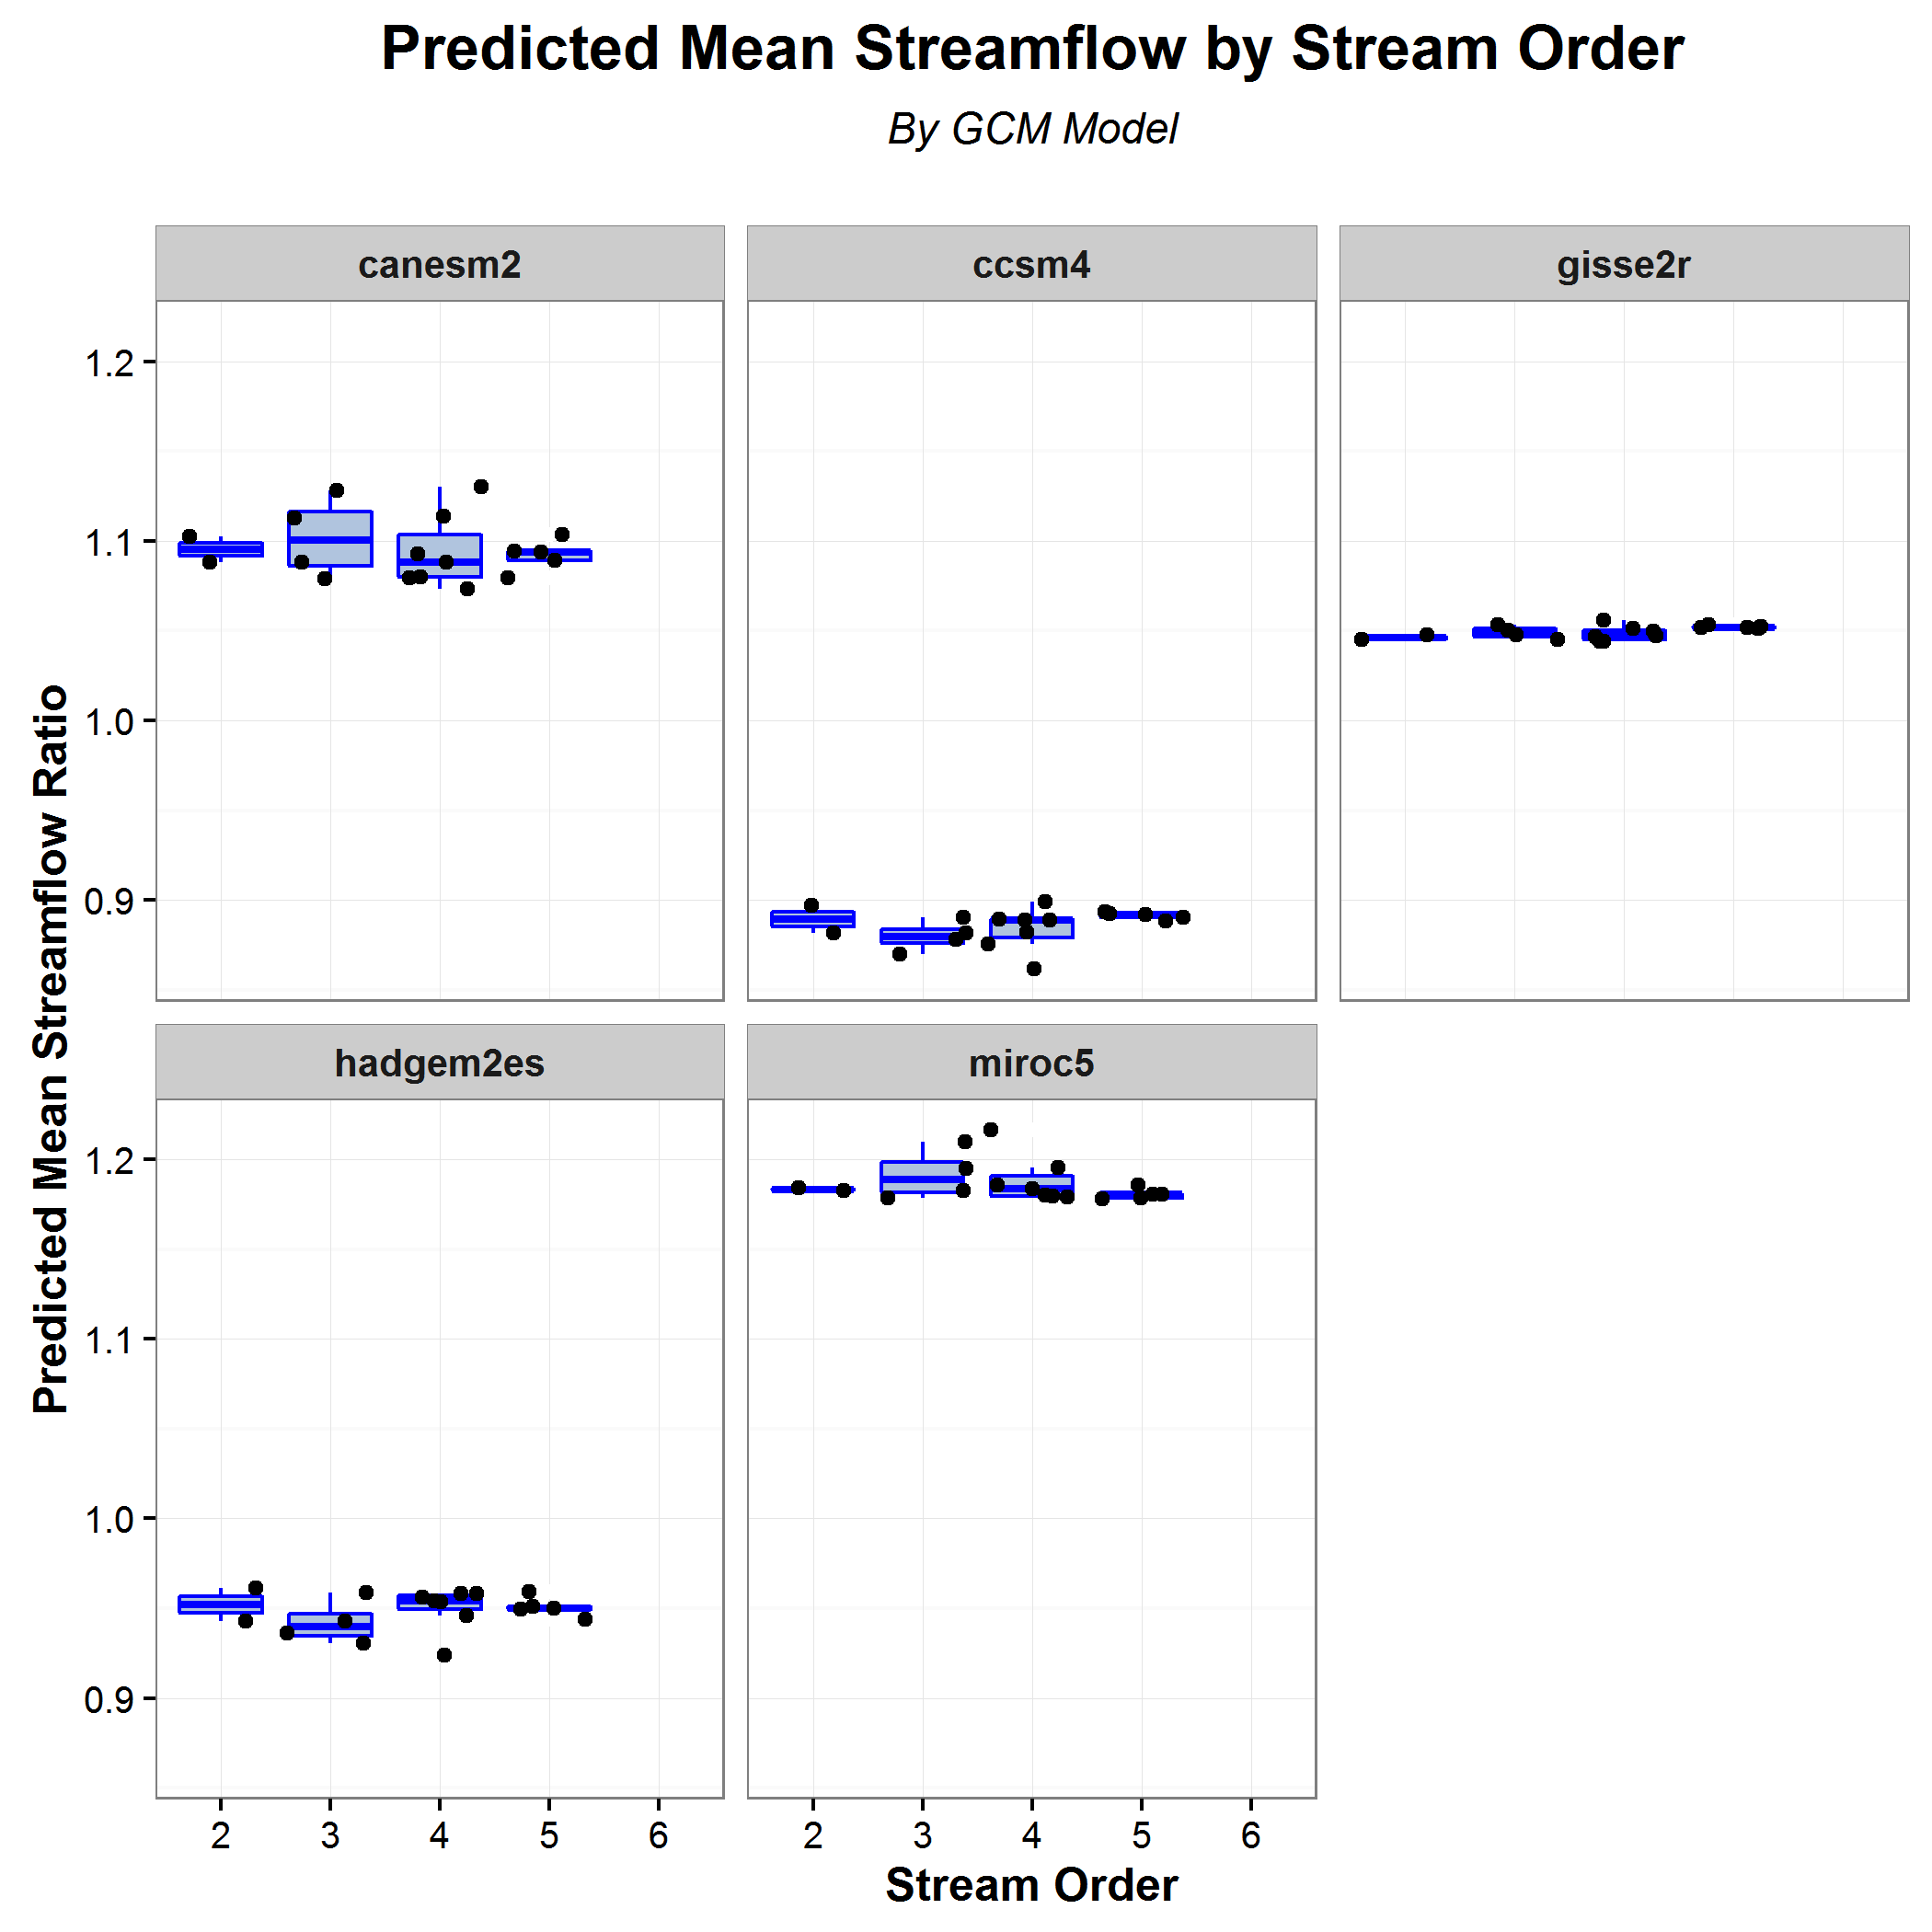 Predicted Mean Streamflow by Stream Order
By GCM Model
canesm2
ccsm4
gisse2r
1.2
1.1
1.0
0.9
Predicted Mean Streamflow Ratio
hadgem2es
miroc5
1.2
1.1
1.0
0.9
2 3 4 5 6
2 3 4 5 6
Stream Order